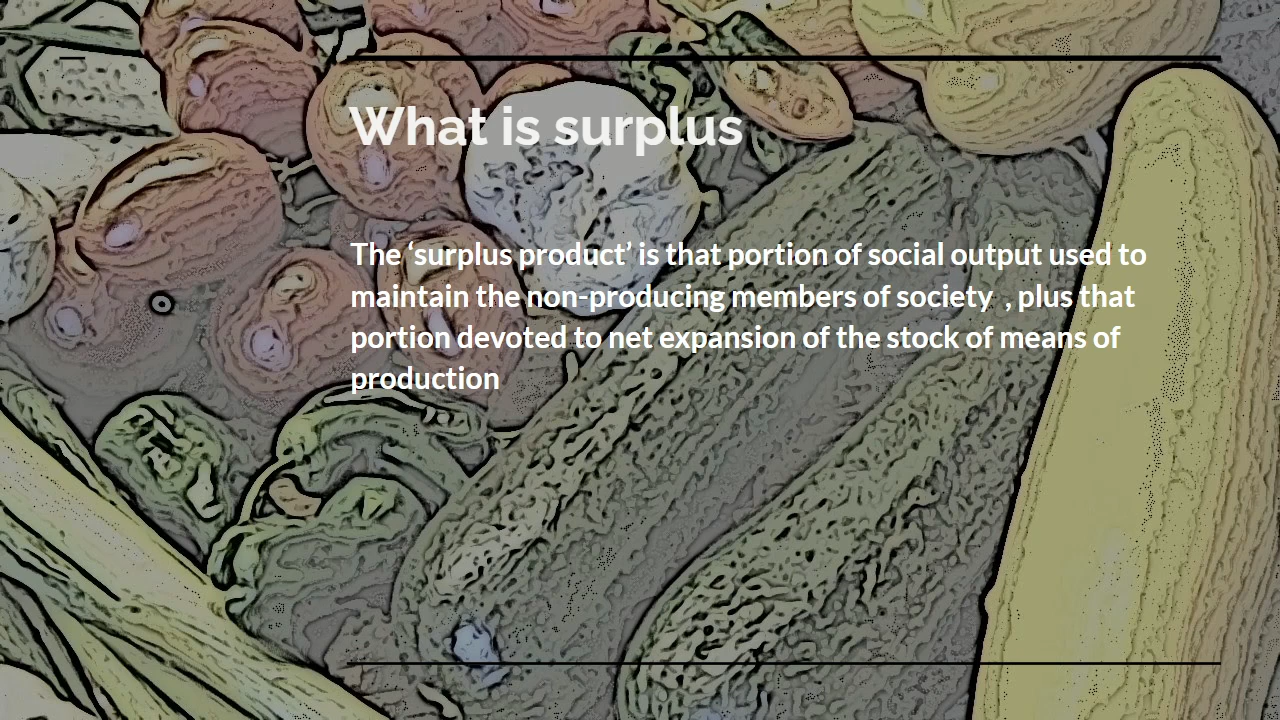 What is surplus
The ‘surplus product’ is that portion of social output used to
maintain the non-producing members of society  , plus that
portion devoted to net expansion of the stock of means of
production